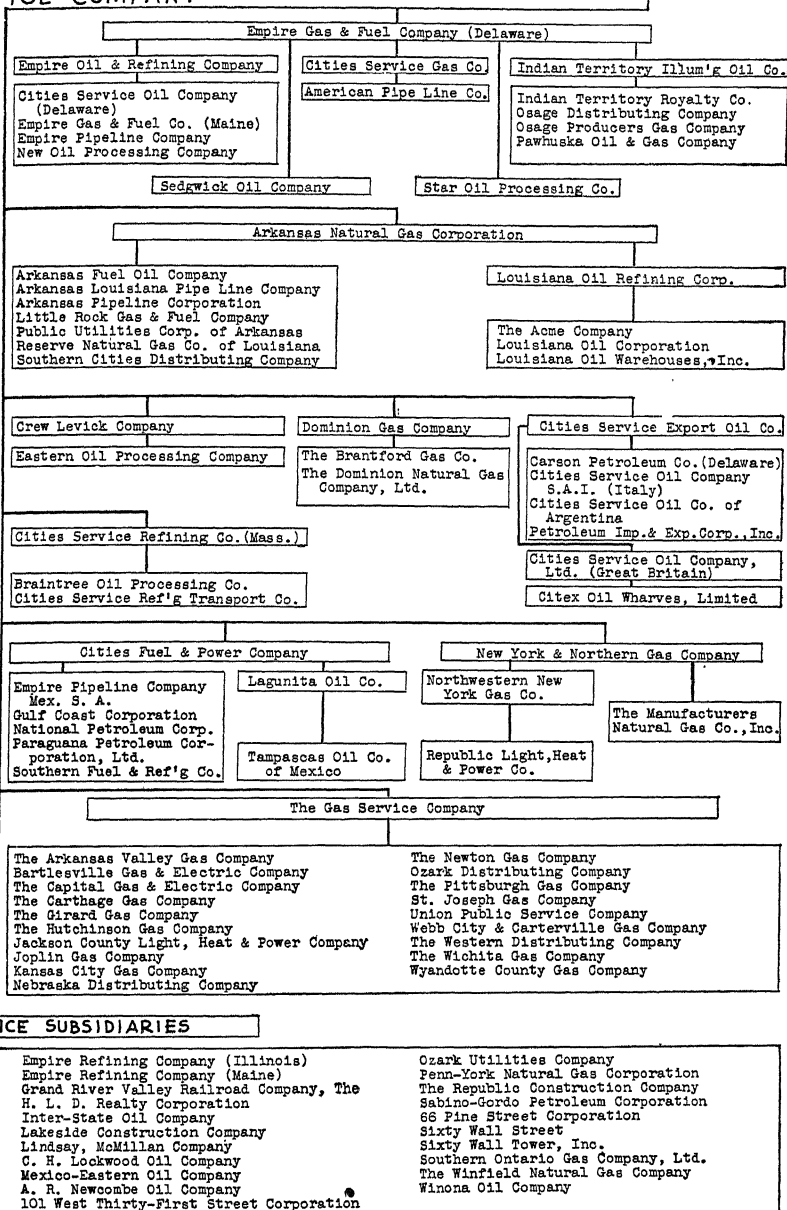 ICE COMPANY
Empire Gas & Fuel Company (Delaware)
Empire Oil & Refining Company
Cities Service Gas Co.
Indian Territory Illum'g Oil Co.
Cities Service Oil Company
(Delaware)
Empire Gas & Fuel Co. (Maine)
Empire Pipeline Company
New Oil Processing Company
American Pipe Line Co.
Indian Territory Royalty Co.
Osage Distributing Company
Osage Producers Gas Company
Pawhuska Oil & Gas Company
Sedgwick Oil Company
Star Oil Processing Co.
Arkansas Natural Gas Corporation
Arkansas Fuel Oil Company
Arkansas Louisiana Pipe Line Company
Arkansas Pipeline Corporation
Little Rock Gas & Fuel Company
Public Utilities Corp. of Arkansas
Reserve Natural Gas Co. of Louisiana
Southern Cities Distributing Company
Louisiana Oil Refining Corp.
The Acme Company
Louisiana Oil Corporation
Louisiana Oil Warehouses, Inc.
Crew Levick Company
Eastern Oil Processing Company
Dominion Gas Company
The Brantford Gas Co.
The Dominion Natural Gas
Company, Ltd.
Cities Service Export Oil Co.
Carson Petroleum Co.(Delaware)
Cities Service Oil Company
S.A.I. (Italy)
Cities Service Oil Co. of
Argentina
Petroleum Imp.& Exp.Corp.,Inc.
Cities Service Refining Co.(Mass.)
Braintree Oil Processing Co.
Cities Service Ref'g Transport Co.
Cities Service Oil Company,
Ltd. (Great Britain)
Citex Oil Wharves, Limited
Cities Fuel & Power Company
Empire Pipeline Company
Mex. S. A.
Gulf Coast Corporation
National Petroleum Corp.
Paraguana Petroleum Cor-
poration, Ltd.
Southern Fuel & Ref'g Co.
Lagunita Oil Co.
Tampascas Oil Co.
of Mexico
New York & Northern Gas Company
Northwestern New
York Gas Co.
Republic Light,Heat
& Power Co.
The Manufacturers
Natural Gas Co.,Inc.
The Gas Service Company
The Arkansas Valley Gas Company
Bartlesville Gas & Electric Company
The Capital Gas & Electric Company
The Carthage Gas Company
The Girard Gas Company
The Hutchinson Gas Company
Jackson County Light, Heat & Power Company
Joplin Gas Company
Kansas City Gas Company
Nebraska Distributing Company
The Newton Gas Company
Ozark Distributing Company
The Pittsburgh Gas Company
St. Joseph Gas Company
Union Public Service Company
Webb City & Carterville Gas Company
The Western Distributing Company
The Wichita Gas Company
Wyandotte County Gas Company
ICE SUBSIDIARIES
Empire Refining Company (Illinois)
Empire Refining Company (Maine)
Grand River Valley Railroad Company, The
H. L. D. Realty Corporation
Inter-State Oil Company
Lakeside Construction Company
Lindsay, McMillan Company
C. H. Lockwood Oil Company
Mexico-Eastern Oil Company
A. R. Newcombe Oil Company
101 West Thirty-First Street Corporation
Ozark Utilities Company
Penn-York Natural Gas Corporation
The Republic Construction Company
Sabino-Gordo Petroleum Corporation
66 Pine Street Corporation
Sixty Wall Street
Sixty Wall Tower, Inc.
Southern Ontario Gas Company, Ltd.
The Winfield Natural Gas Company
Winona Oil Company